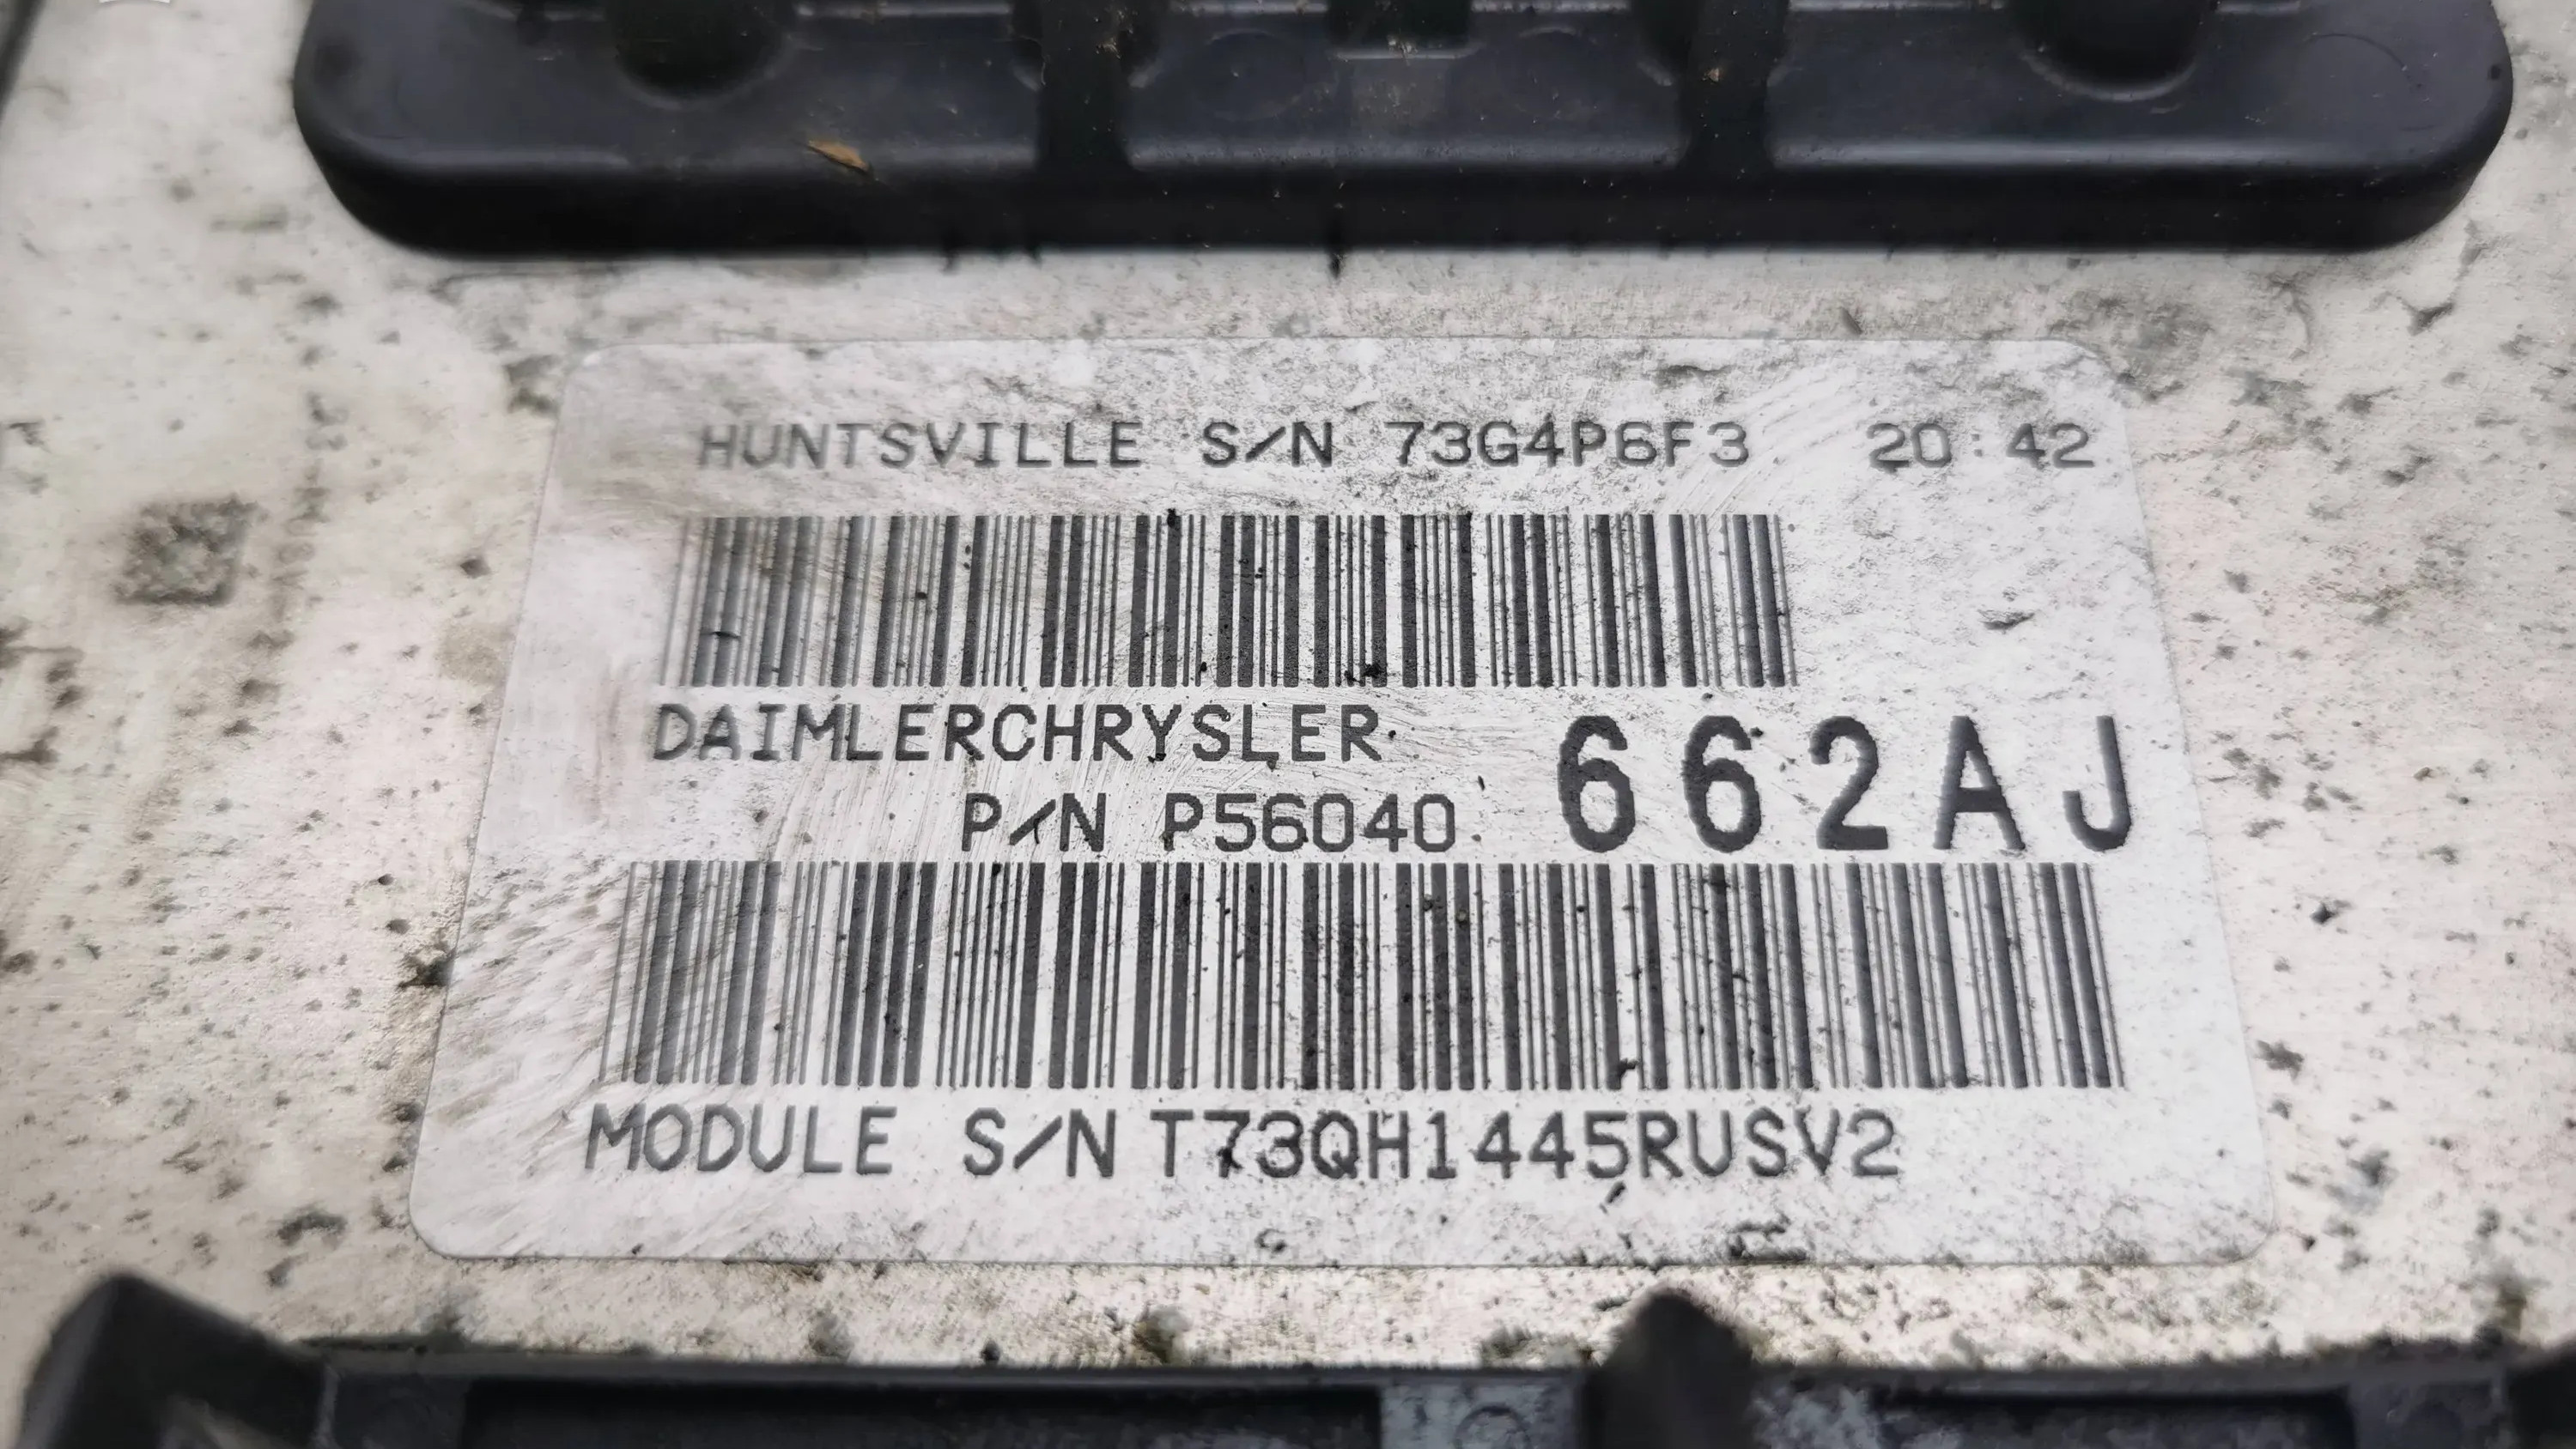 HUNTSVILLE S/N 73G4P6F3 20:42
DAIMLERCHRYSLER
P/N P56040 662AJ
MODULE S/N T73QH1445RUSV2